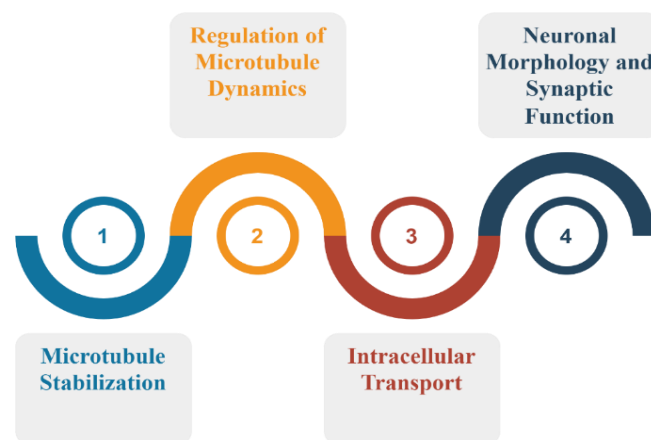 Regulation of
Microtubule
Dynamics
Neuronal
Morphology and
Synaptic
Function
1
2
3
4
Microtubule
Stabilization
Intracellular
Transport